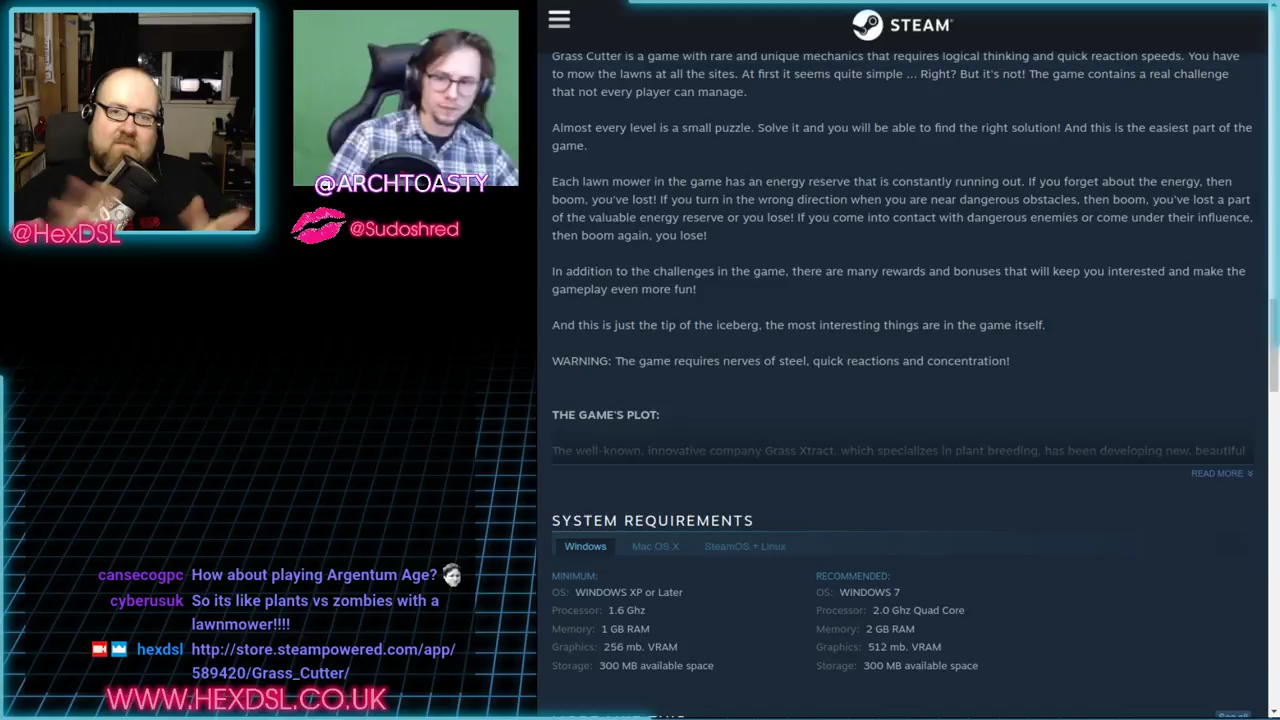 @HexDSL
@ARCHTOASTY
@Sudoshred
cansecogpc How about playing Argentum Age?
cyberusuk So its like plants vs zombies with a
lawnmower!!!!
hexdsl http://store.steampowered.com/app/
589420/Grass_Cutter/
WWW.HEXDSL.CO.UK
STEAM
Grass Cutter is a game with rare and unique mechanics that requires logical thinking and quick reaction speeds. You have
to mow the lawns at all the sites. At first it seems quite simple ... Right? But it's not! The game contains a real challenge
that not every player can manage.
Almost every level is a small puzzle. Solve it and you will be able to find the right solution! And this is the easiest part of the
game.
Each lawn mower in the game has an energy reserve that is constantly running out. If you forget about the energy, then
boom, you've lost! If you turn in the wrong direction when you are near dangerous obstacles, then boom, you've lost a part
of the valuable energy reserve or you lose! If you come into contact with dangerous enemies or come under their influence,
then boom again, you lose!
In addition to the challenges in the game, there are many rewards and bonuses that will keep you interested and make the
gameplay even more fun!
And this is just the tip of the iceberg, the most interesting things are in the game itself.
WARNING: The game requires nerves of steel, quick reactions and concentration!
THE GAME'S PLOT:
The well-known, innovative company Grass Xtract, which specializes in plant breeding, has been developing new, beautiful
READ MORE
SYSTEM REQUIREMENTS
Windows Mac OS X SteamOS + Linux
MINIMUM:
OS: WINDOWS XP or Later
Processor: 1.6 Ghz
Memory: 1 GB RAM
Graphics: 256 mb. VRAM
Storage: 300 MB available space
RECOMMENDED:
OS: WINDOWS 7
Processor: 2.0 Ghz Quad Core
Memory: 2 GB RAM
Graphics: 512 mb. VRAM
Storage: 300 MB available space
See all